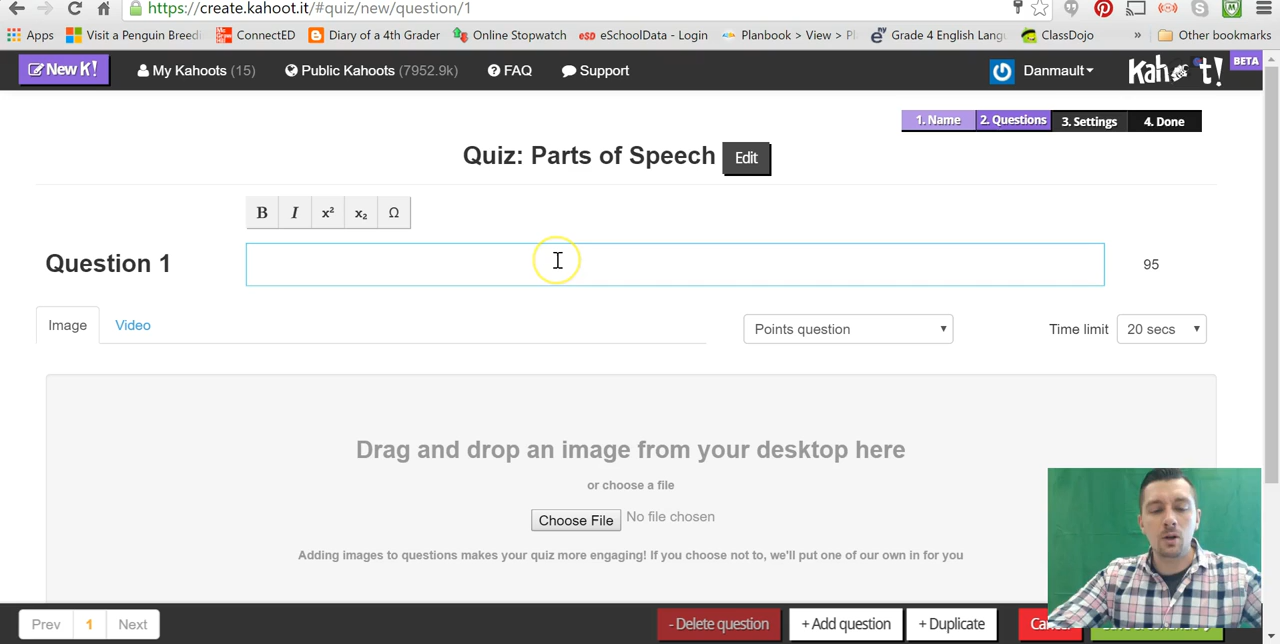 https://create.kahoot.it/#quiz/new/question/1
Apps Visit a Penguin Breedi ConnectED Diary of a 4th Grader Online Stopwatch esp eSchoolData - Login Planbook > View > Pl Grade 4 English Langu ClassDojo » Other bookmarks
New K! My Kahoots (15) Public Kahoots (7952.9k) FAQ Support Danmault Kahoot! BETA
1. Name 2. Questions 3. Settings 4. Done
Quiz: Parts of Speech Edit
B I x² x₂ Ω
Question 1 95
Image Video Points question Time limit 20 secs
Drag and drop an image from your desktop here
or choose a file
Choose File No file chosen
Adding images to questions makes your quiz more engaging! If you choose not to, we'll put one of our own in for you
Prev 1 Next - Delete question + Add question + Duplicate